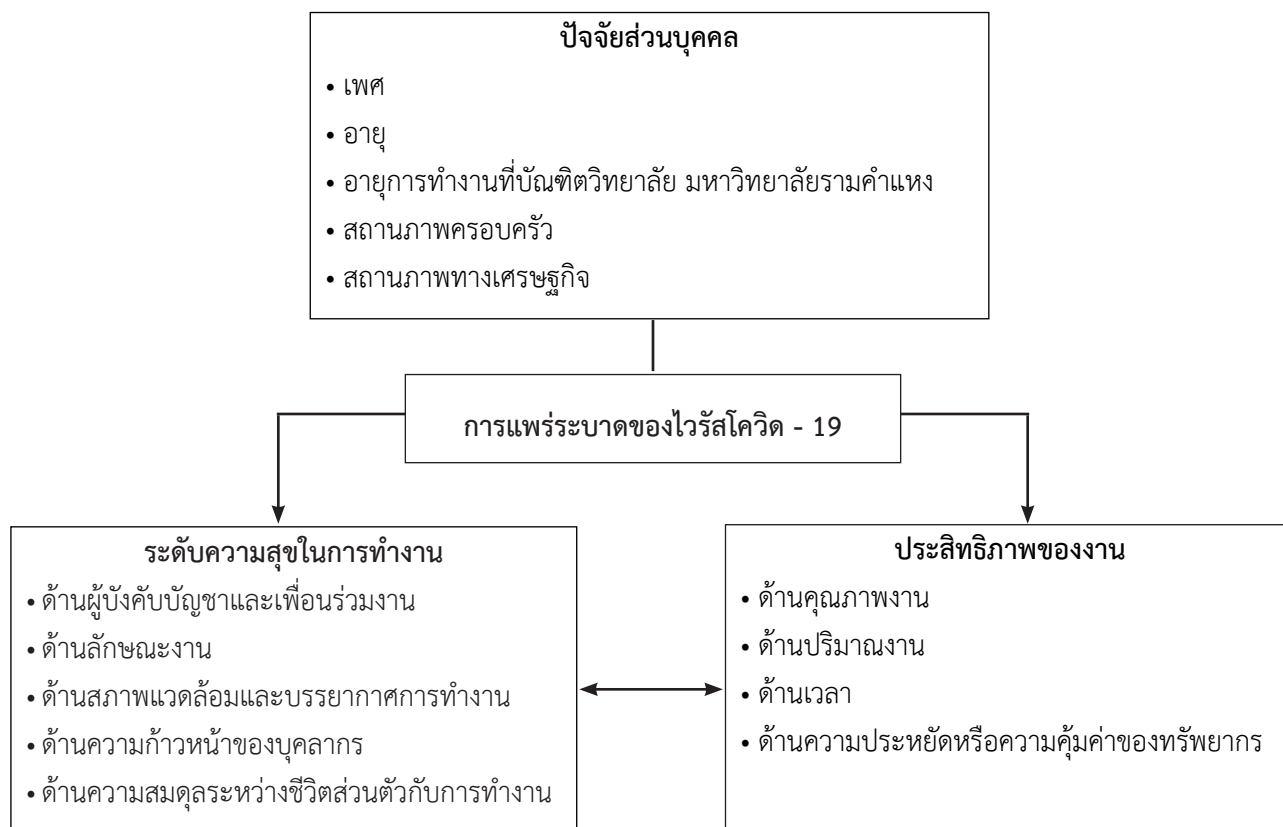 ปัจจัยส่วนบุคคล
• เพศ
• อายุ
• อายุการทำงานที่บัณฑิตวิทยาลัย มหาวิทยาลัยรามคำแหง
• สถานภาพครอบครัว
• สถานภาพทางเศรษฐกิจ
การแพร่ระบาดของไวรัสโควิด - 19
ระดับความสุขในการทำงาน
• ด้านผู้บังคับบัญชาและเพื่อนร่วมงาน
• ด้านลักษณะงาน
• ด้านสภาพแวดล้อมและบรรยากาศการทำงาน
• ด้านความก้าวหน้าของบุคลากร
• ด้านความสมดุลระหว่างชีวิตส่วนตัวกับการทำงาน
ประสิทธิภาพของงาน
• ด้านคุณภาพงาน
• ด้านปริมาณงาน
• ด้านเวลา
• ด้านความประหยัดหรือความคุ้มค่าของทรัพยากร